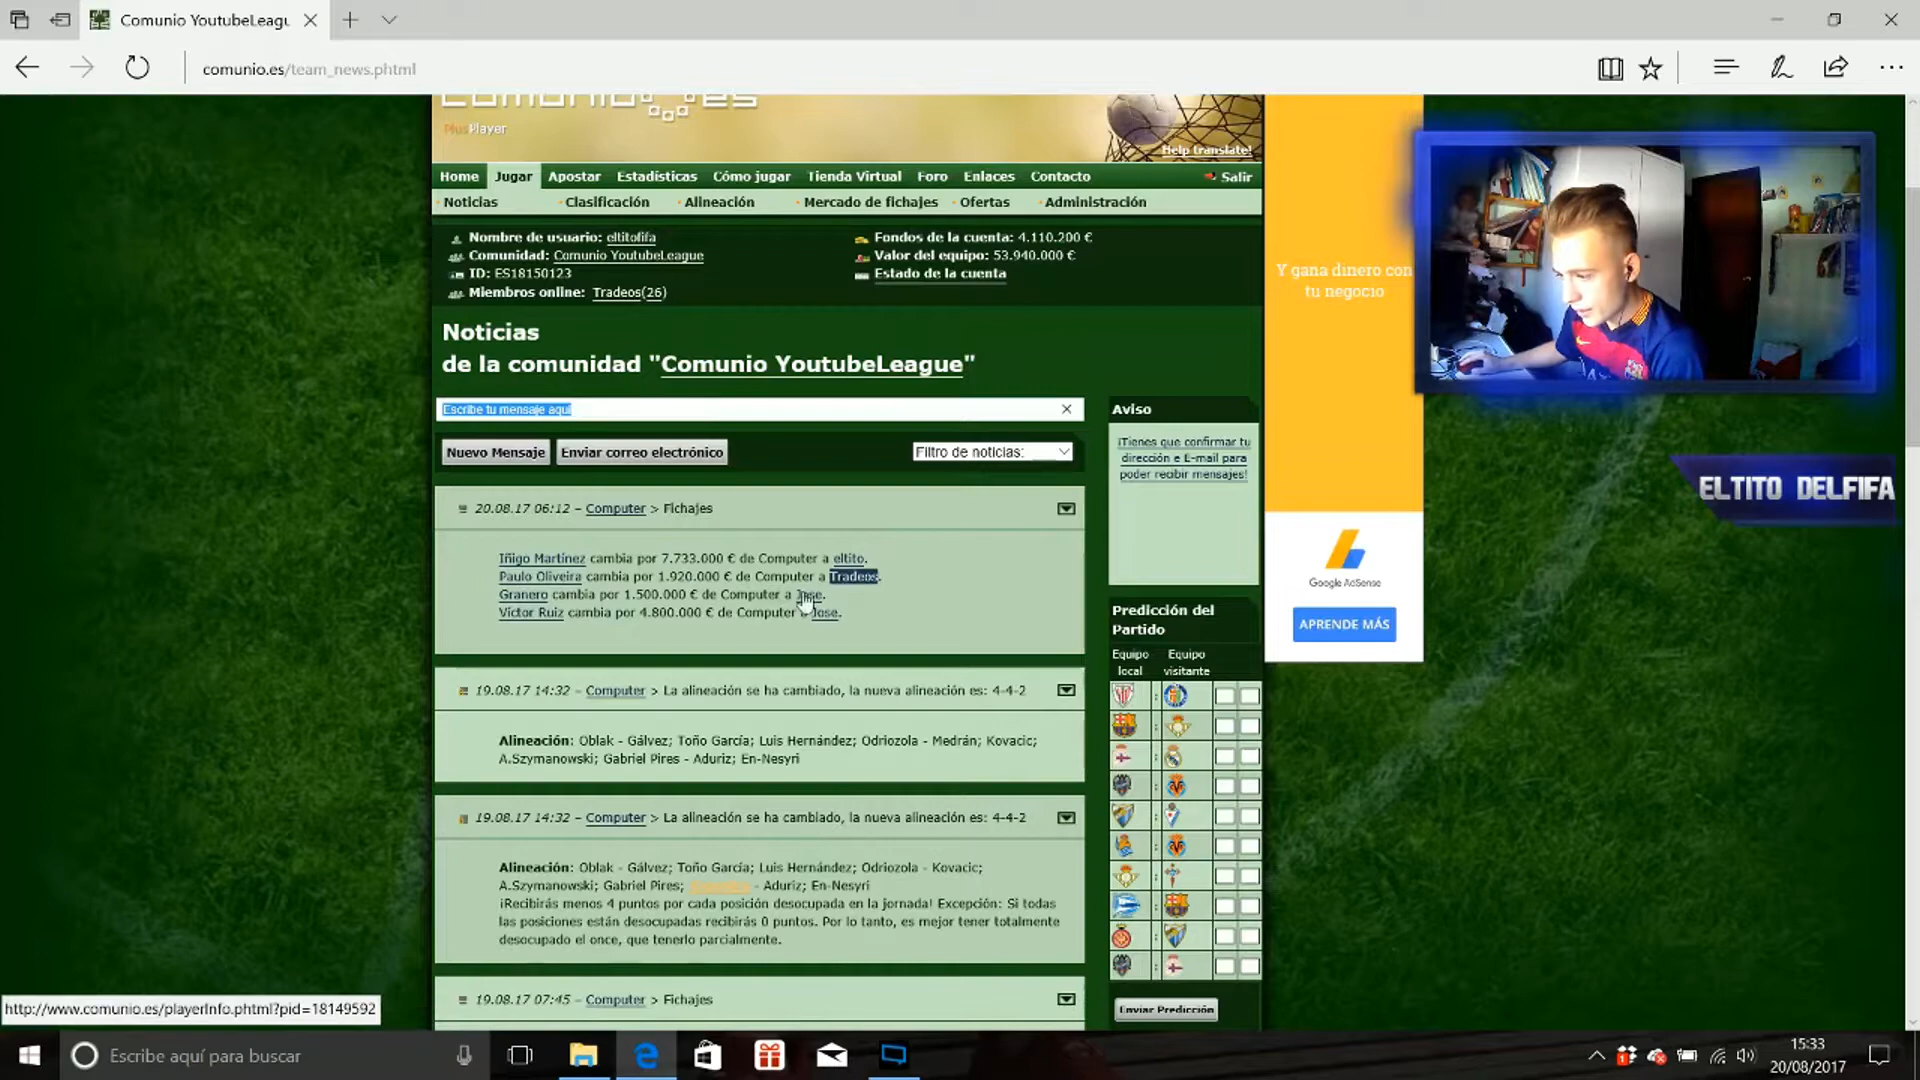 Comunio YoutubeLeagu
comunio.es/team_news.phtml
comunio es
PlusPlayer
Help translate!
Home Jugar Apostar Estadísticas Cómo jugar Tienda Virtual Foro Enlaces Contacto Salir
Noticias Clasificación Alineación Mercado de fichajes Ofertas Administración
Nombre de usuario: eltitofifa
Fondos de la cuenta: 4.110.200 €
Comunidad: Comunio YoutubeLeague
Valor del equipo: 53.940.000 €
ID: ES18150123
Estado de la cuenta
Miembros online: Tradeos(26)
Noticias
de la comunidad "Comunio YoutubeLeague"
Escribe tu mensaje aquí
Nuevo Mensaje Enviar correo electrónico Filtro de noticias:
20.08.17 06:12 – Computer > Fichajes
Iñigo Martínez cambia por 7.733.000 € de Computer a eltito.
Paulo Oliveira cambia por 1.920.000 € de Computer a Tradeos.
Granero cambia por 1.500.000 € de Computer a Jose.
Víctor Ruiz cambia por 4.800.000 € de Computer a Jose.
19.08.17 14:32 – Computer > La alineación se ha cambiado, la nueva alineación es: 4-4-2
Alineación: Oblak - Gálvez; Toño García; Luis Hernández; Odriozola - Medrán; Kovacic;
A.Szymanowski; Gabriel Pires - Aduriz; En-Nesyri
19.08.17 14:32 – Computer > La alineación se ha cambiado, la nueva alineación es: 4-4-2
Alineación: Oblak - Gálvez; Toño García; Luis Hernández; Odriozola - Kovacic;
A.Szymanowski; Gabriel Pires; - Aduriz; En-Nesyri
¡Recibirás menos 4 puntos por cada posición desocupada en la jornada! Excepción: Si todas
las posiciones están desocupadas recibirás 0 puntos. Por lo tanto, es mejor tener totalmente
desocupado el once, que tenerlo parcialmente.
19.08.17 07:45 – Computer > Fichajes
Aviso
¡Tienes que confirmar tu
dirección e E-mail para
poder recibir mensajes!
Predicción del
Partido
Equipo Equipo
local visitante
Enviar Predicción
Y gana dinero con
tu negocio
Google AdSense
APRENDE MÁS
ELTITO DELFIFA
http://www.comunio.es/playerInfo.phtml?pid=18149592
Escribe aquí para buscar
15:33
20/08/2017